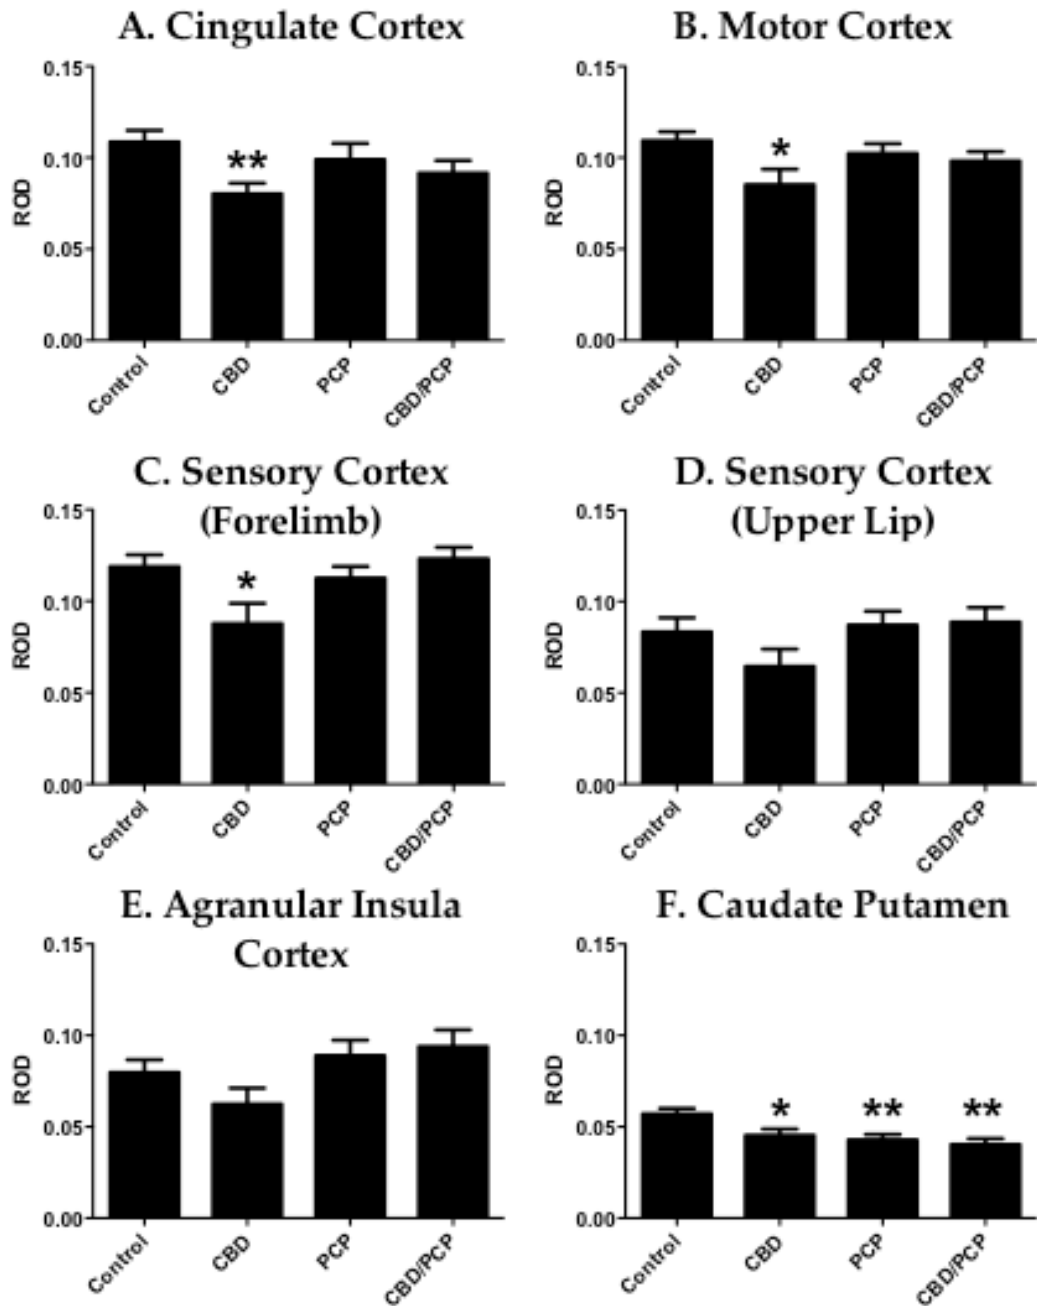 A. Cingulate Cortex
0.15
0.10
0.05
0.00
ROD
**
Control
CBD
PCP
CBD/PCP
B. Motor Cortex
0.15
0.10
0.05
0.00
ROD
*
Control
CBD
PCP
CBD/PCP
C. Sensory Cortex
(Forelimb)
0.15
0.10
0.05
0.00
ROD
*
Control
CBD
PCP
CBD/PCP
D. Sensory Cortex
(Upper Lip)
0.15
0.10
0.05
0.00
ROD
Control
CBD
PCP
CBD/PCP
E. Agranular Insula
Cortex
0.15
0.10
0.05
0.00
ROD
Control
CBD
PCP
CBD/PCP
F. Caudate Putamen
0.15
0.10
0.05
0.00
ROD
*
**
**
Control
CBD
PCP
CBD/PCP